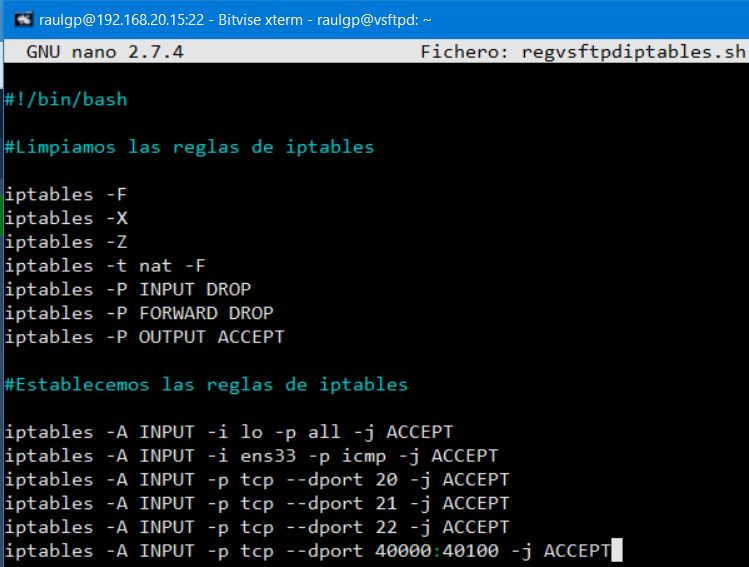 raulgp@192.168.20.15:22 - Bitvise xterm - raulgp@vsftpd: ~
GNU nano 2.7.4 Fichero: regvsftpdiptables.sh
#!/bin/bash
#Limpiamos las reglas de iptables
iptables -F
iptables -X
iptables -Z
iptables -t nat -F
iptables -P INPUT DROP
iptables -P FORWARD DROP
iptables -P OUTPUT ACCEPT
#Establecemos las reglas de iptables
iptables -A INPUT -i lo -p all -j ACCEPT
iptables -A INPUT -i ens33 -p icmp -j ACCEPT
iptables -A INPUT -p tcp --dport 20 -j ACCEPT
iptables -A INPUT -p tcp --dport 21 -j ACCEPT
iptables -A INPUT -p tcp --dport 22 -j ACCEPT
iptables -A INPUT -p tcp --dport 40000:40100 -j ACCEPT